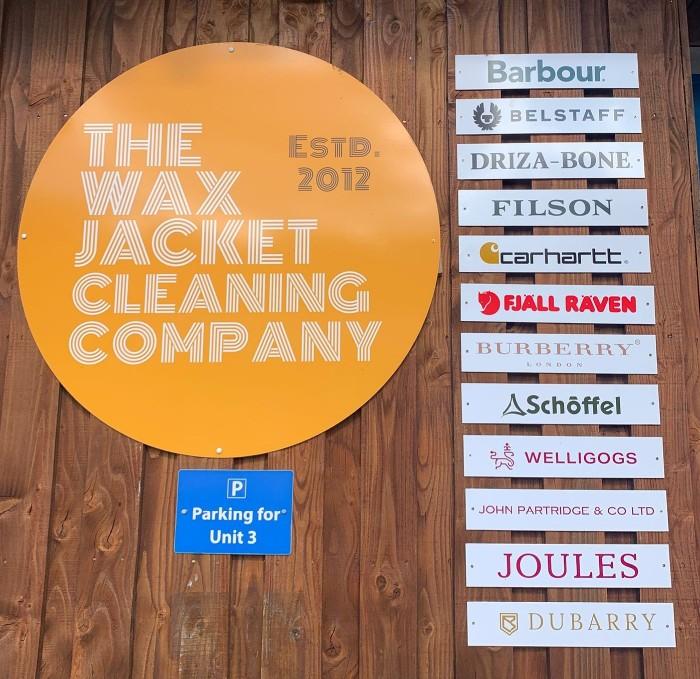 THE
WAX
JACKET
CLEANING
COMPANY
ESTD.
2012
P
Parking for
Unit 3
Barbour®
BELSTAFF
DRIZA-BONE
FILSON
carhartt
FJÄLL RÄVEN
BURBERRY®
LONDON
Schöffel
WELLIGOGS
JOHN PARTRIDGE & CO LTD
JOULES
DUBARRY